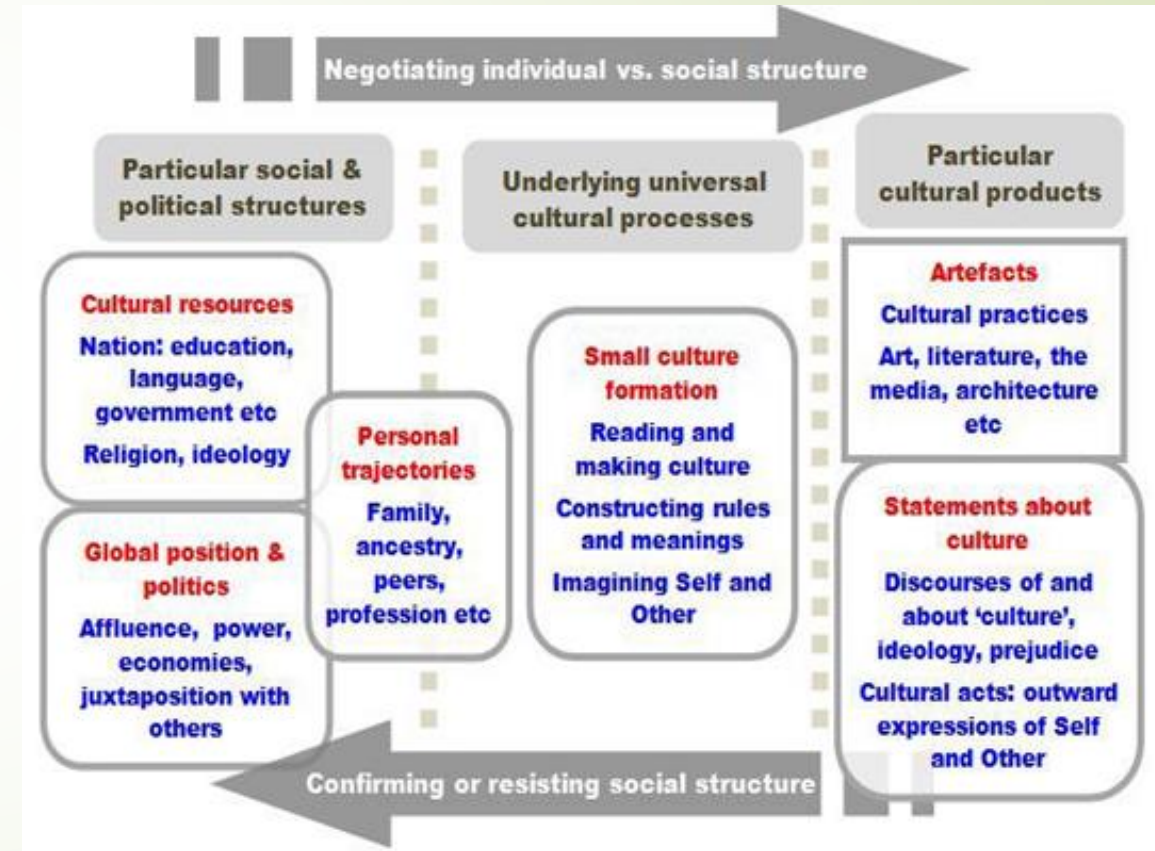 Negotiating individual vs. social structure
Particular social &
political structures
Underlying universal
cultural processes
Particular
cultural products
Cultural resources
Nation: education,
language,
government etc
Religion, ideology
Global position &
politics
Affluence, power,
economies,
juxtaposition with
others
Personal
trajectories
Family,
ancestry,
peers,
profession etc
Small culture
formation
Reading and
making culture
Constructing rules
and meanings
Imagining Self and
Other
Artefacts
Cultural practices
Art, literature, the
media, architecture
etc
Statements about
culture
Discourses of and
about ‘culture’,
ideology, prejudice
Cultural acts: outward
expressions of Self
and Other
Confirming or resisting social structure